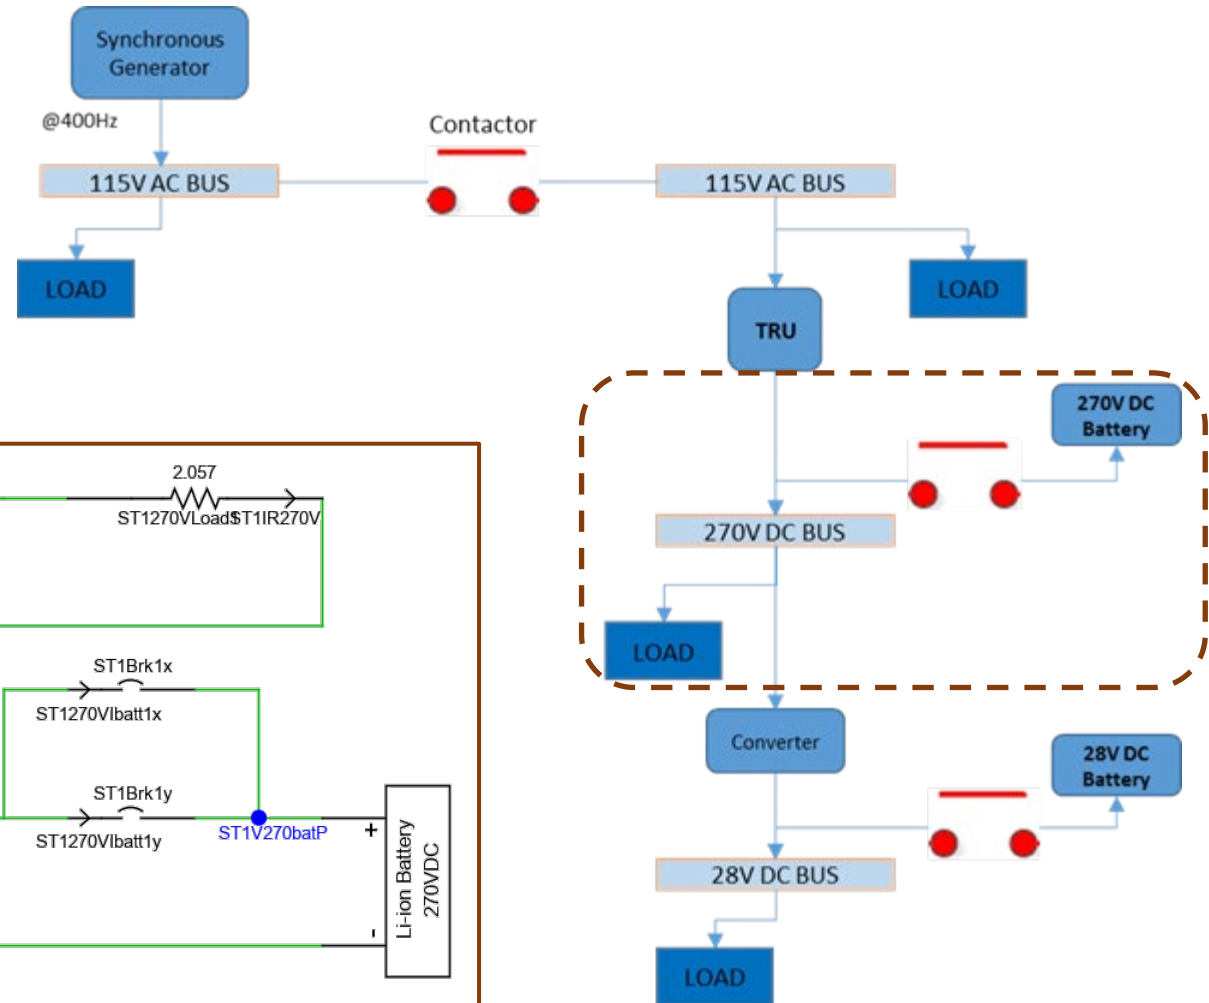 Synchronous
Generator
@400Hz
Contactor
115V AC BUS
115V AC BUS
LOAD
LOAD
TRU
270V DC
Battery
270V DC BUS
LOAD
Converter
28V DC
Battery
28V DC BUS
LOAD
2.057
ST1270VLoad1
ST1IR270V
ST1Brk1x
ST1270VIbatt1x
ST1Brk1y
ST1270VIbatt1y
ST1V270batP
+
-
Li-ion Battery
270VDC